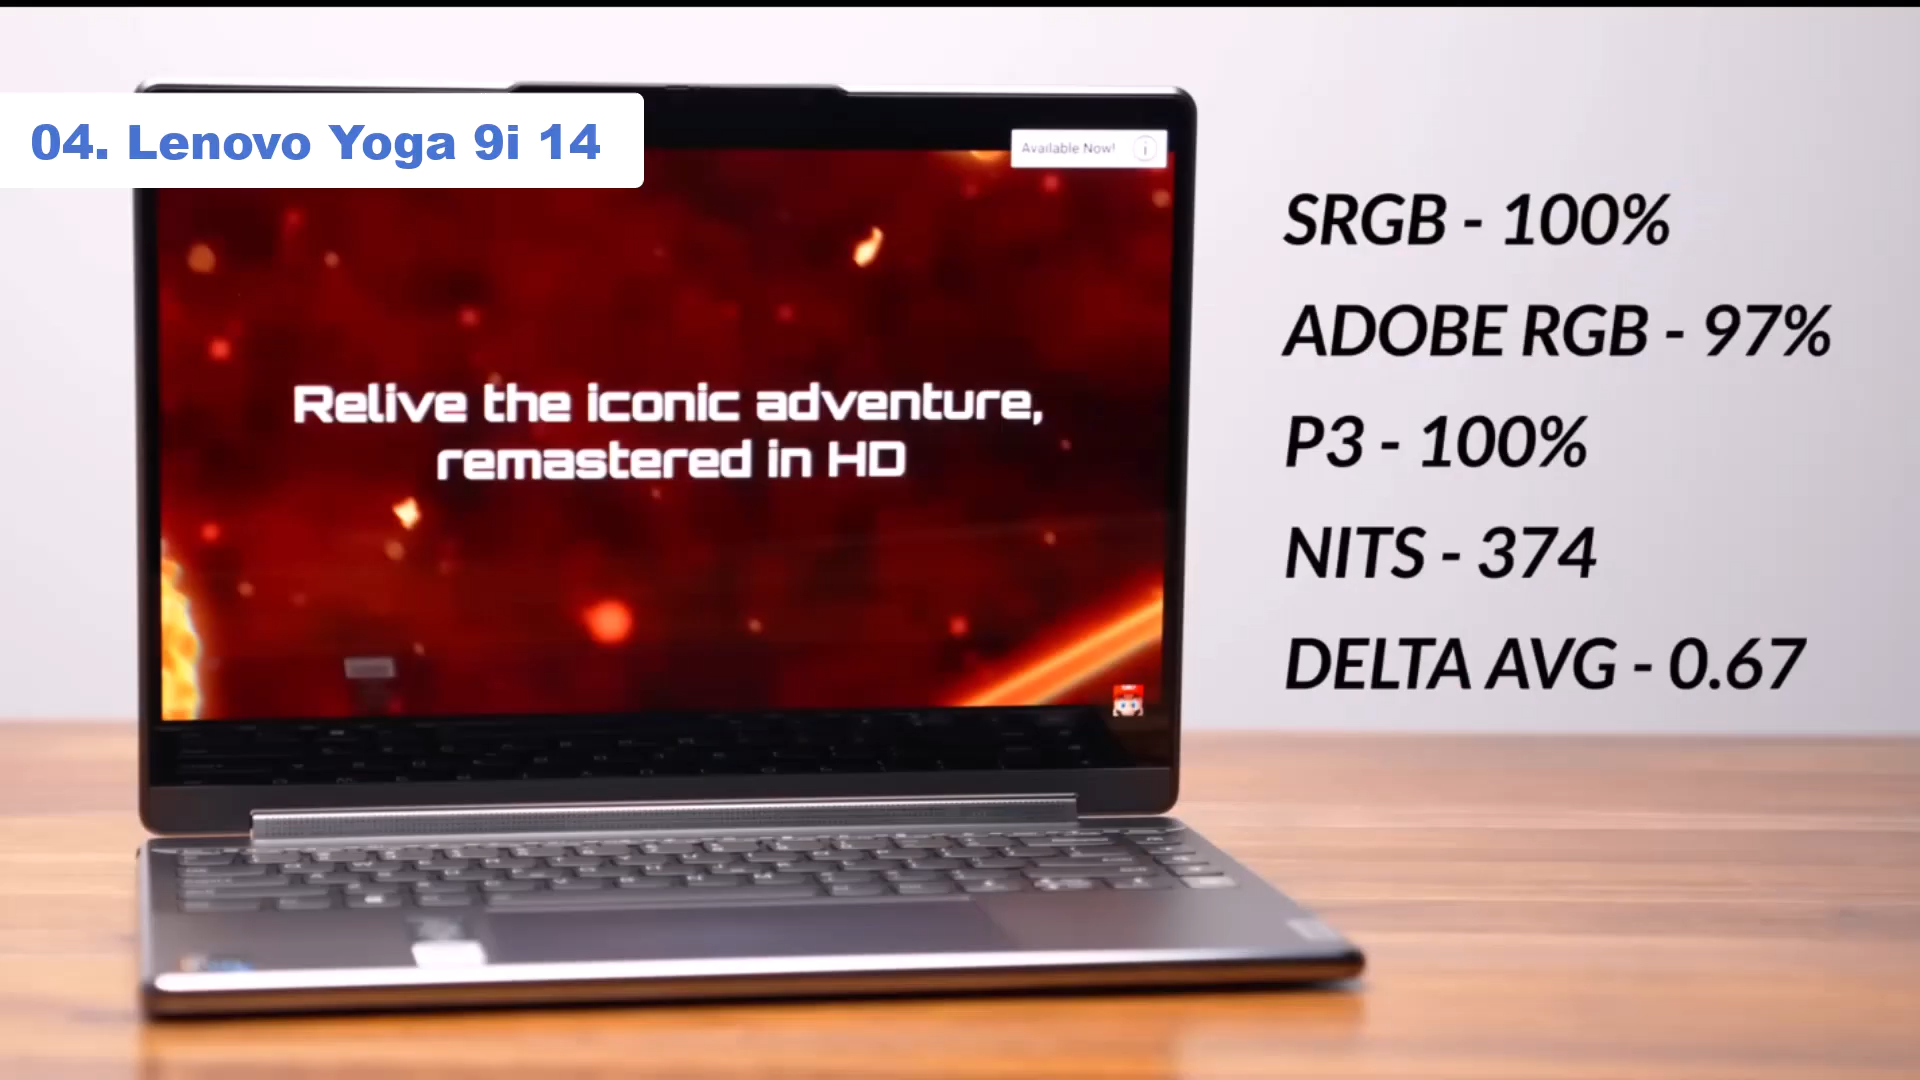 04. Lenovo Yoga 9i 14
Available Now!
Relive the iconic adventure,
remastered in HD
SRGB - 100%
ADOBE RGB - 97%
P3 - 100%
NITS - 374
DELTA AVG - 0.67